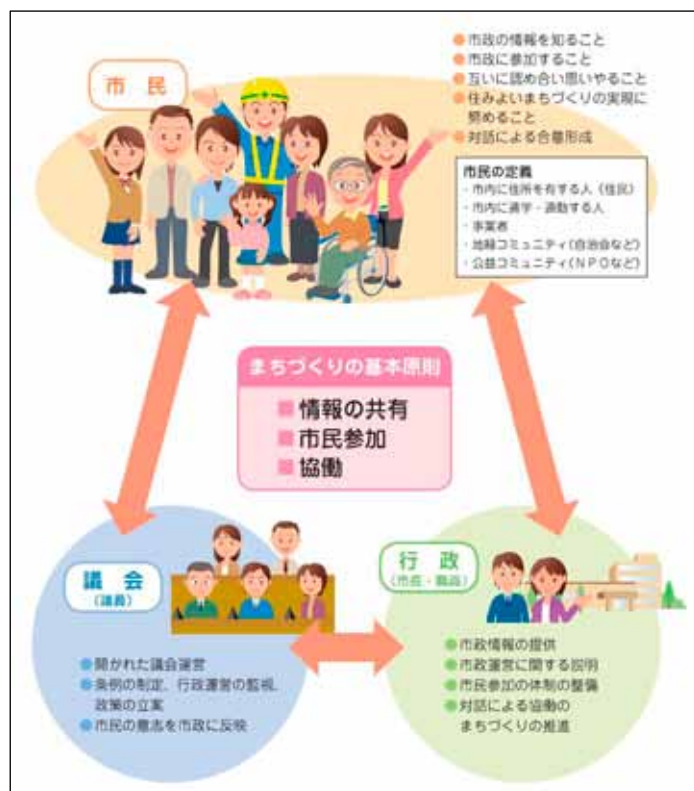 市 民
●市政の情報を知ること
●市政に参加すること
●互いに認め合い思いやること
●住みよいまちづくりの実現に
努めること
●対話による合意形成
市民の定義
・市内に住所を有する人（住民）
・市内に通学・通勤する人
・事業者
・地縁コミュニティ（自治会など）
・公益コミュニティ（ＮＰＯなど）
まちづくりの基本原則
■情報の共有
■市民参加
■協働
議 会
（議員）
●開かれた議会運営
●条例の制定、行政運営の監視、
政策の立案
●市民の意志を市政に反映
行 政
（市長・職員）
●市政情報の提供
●市政運営に関する説明
●市民参加の体制の整備
●対話による協働の
まちづくりの推進